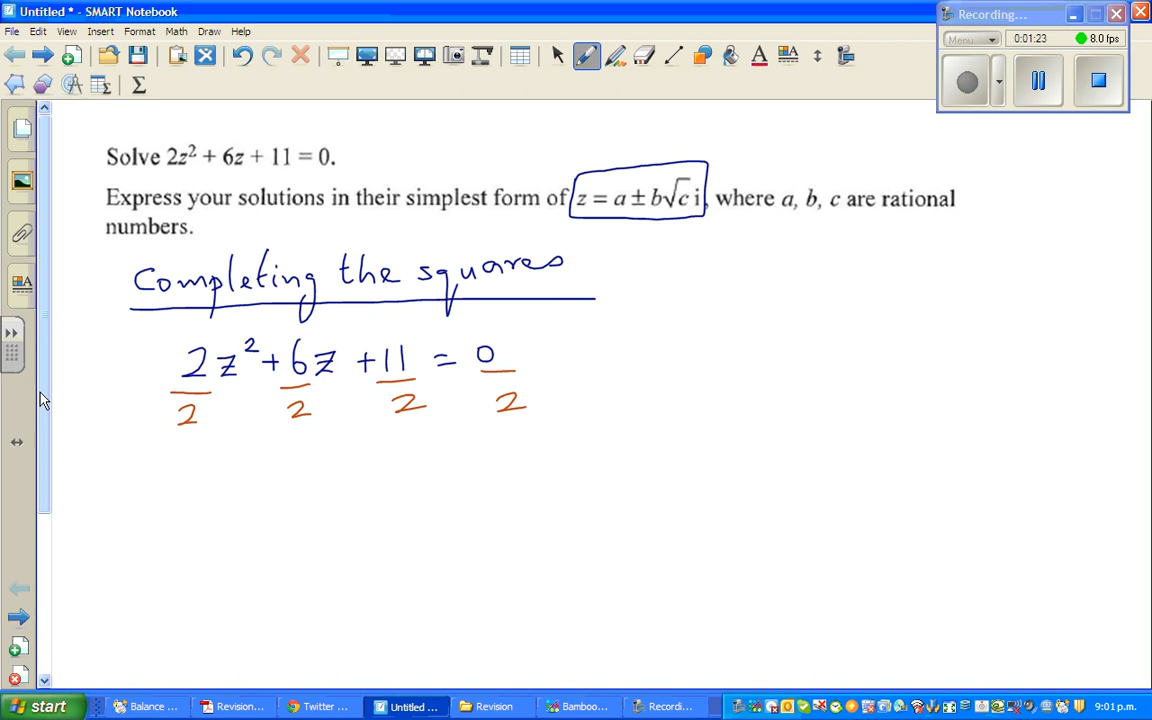 Untitled * - SMART Notebook
Recording...
File Edit View Insert Format Math Draw Help
Menu 0:01:23 8.0 fps
Solve 2z² + 6z + 11 = 0.
Express your solutions in their simplest form of z = a ± b√c i, where a, b, c are rational
numbers.
Completing the squares
2z² + 6z + 11 = 0
2 2 2 2
start Balance ... Revision... Twitter ... Untitled ... Revision Bamboo... Recordi... 9:01 p.m.